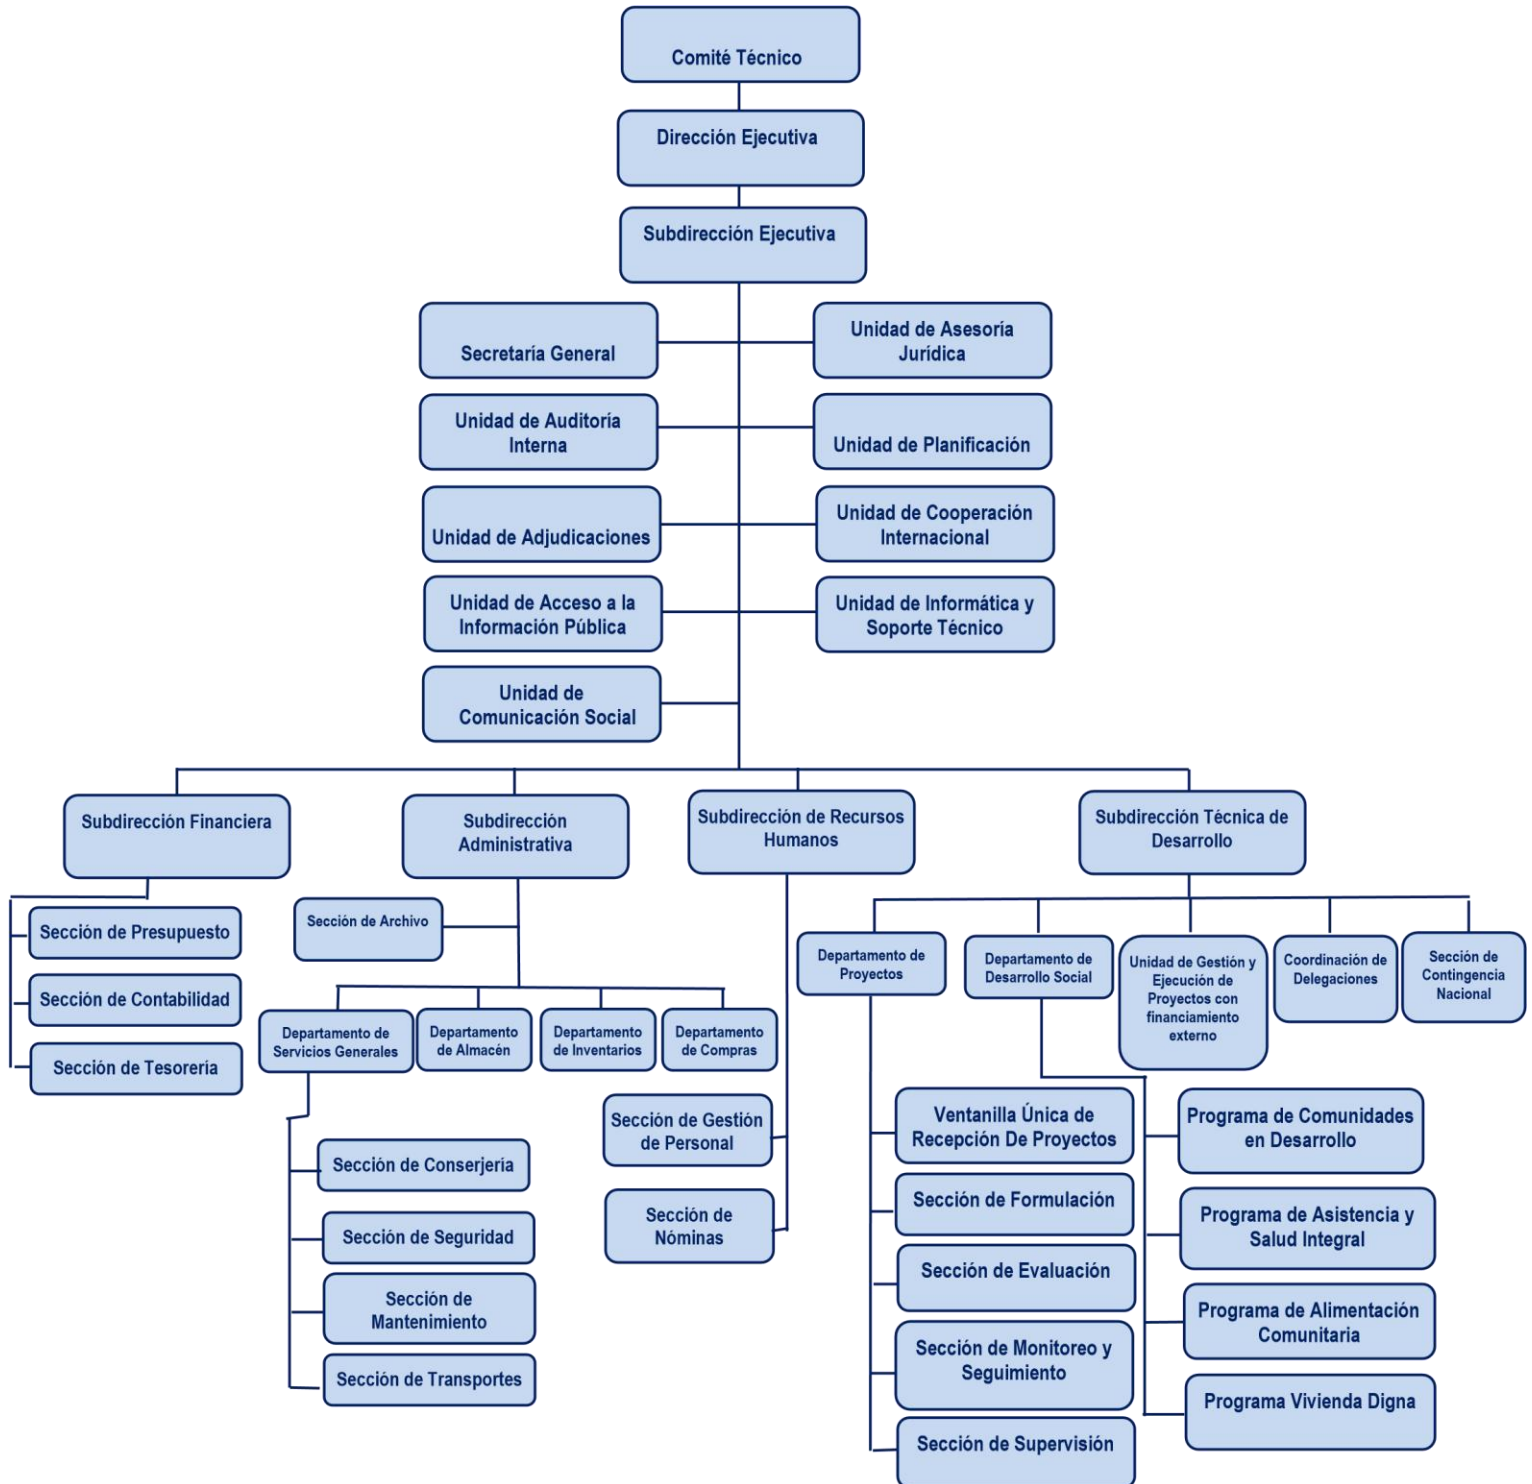 Comité Técnico
Dirección Ejecutiva
Subdirección Ejecutiva
Secretaría General
Unidad de Asesoría
Jurídica
Unidad de Auditoría
Interna
Unidad de Planificación
Unidad de Adjudicaciones
Unidad de Cooperación
Internacional
Unidad de Acceso a la
Información Pública
Unidad de Informática y
Soporte Técnico
Unidad de
Comunicación Social
Subdirección Financiera
Subdirección
Administrativa
Subdirección de Recursos
Humanos
Subdirección Técnica de
Desarrollo
Sección de Presupuesto
Sección de Contabilidad
Sección de Tesorería
Sección de Archivo
Departamento de
Servicios Generales
Departamento
de Almacén
Departamento
de Inventarios
Departamento
de Compras
Sección de Conserjería
Sección de Seguridad
Sección de
Mantenimiento
Sección de Transportes
Sección de Gestión
de Personal
Sección de
Nóminas
Departamento de
Proyectos
Departamento de
Desarrollo Social
Unidad de Gestión y
Ejecución de
Proyectos con
financiamiento
externo
Coordinación de
Delegaciones
Sección de
Contingencia
Nacional
Ventanilla Única de
Recepción De Proyectos
Sección de Formulación
Sección de Evaluación
Sección de Monitoreo y
Seguimiento
Sección de Supervisión
Programa de Comunidades
en Desarrollo
Programa de Asistencia y
Salud Integral
Programa de Alimentación
Comunitaria
Programa Vivienda Digna